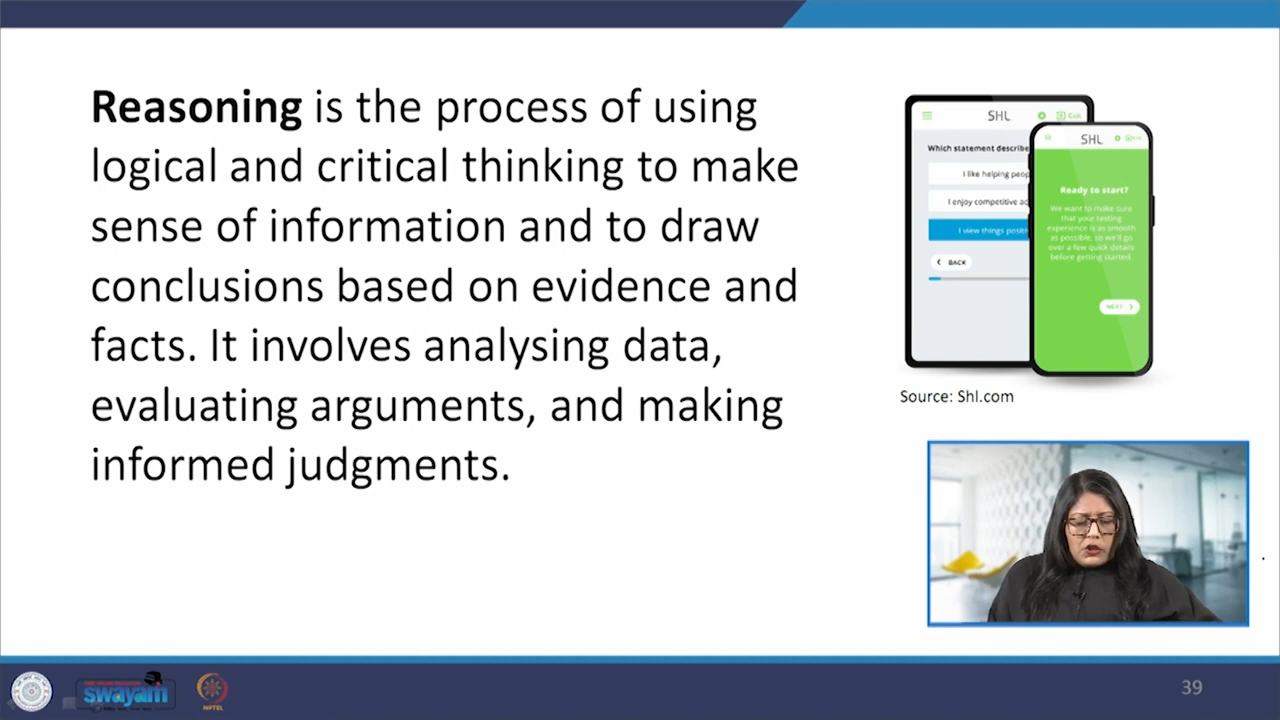 Reasoning is the process of using
logical and critical thinking to make
sense of information and to draw
conclusions based on evidence and
facts. It involves analysing data,
evaluating arguments, and making
informed judgments.
SHL
Exit
Which statement describe
I like helping peop
I enjoy competitive ac
I view things positi
BACK
SHL
Ready to start?
We want to make sure
that your testing
experience is as smooth
as possible, so we'll go
over a few quick details
before getting started.
NEXT
Source: Shl.com
swayam
NPTEL
39